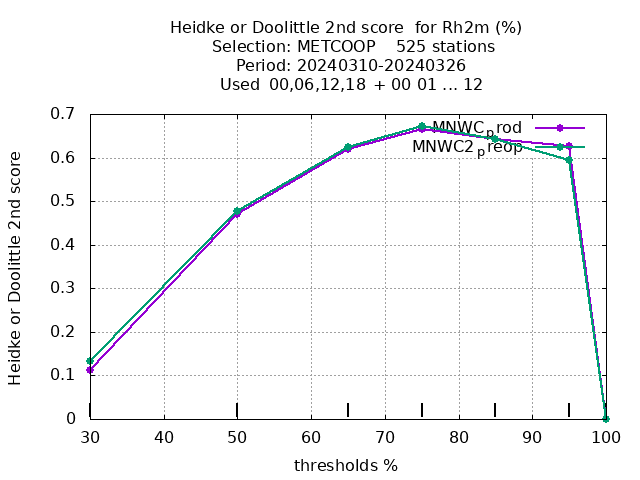 Heidke or Doolittle 2nd score  for Rh2m (%)
Selection: METCOOP    525 stations
Period: 20240310-20240326
Used  00,06,12,18  + 00 01 ... 12
Heidke or Doolittle 2nd score
0.7
0.6
0.5
0.4
0.3
0.2
0.1
0
MNWCprod
MNWC2preop
30 40 50 60 70 80 90 100
thresholds %